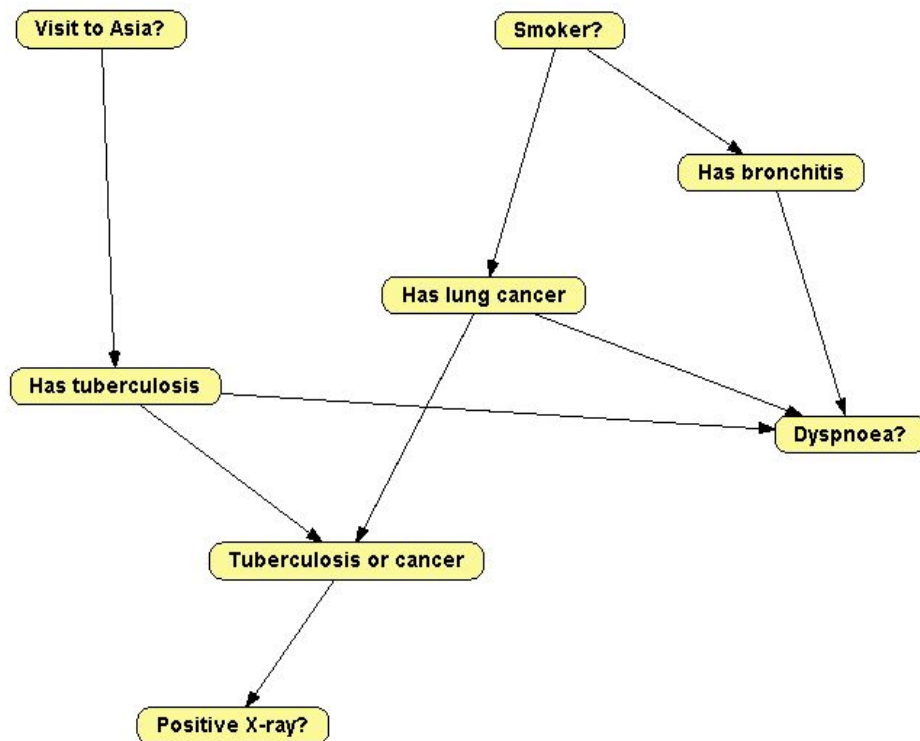 Visit to Asia?
Smoker?
Has bronchitis
Has lung cancer
Has tuberculosis
Dyspnoea?
Tuberculosis or cancer
Positive X-ray?